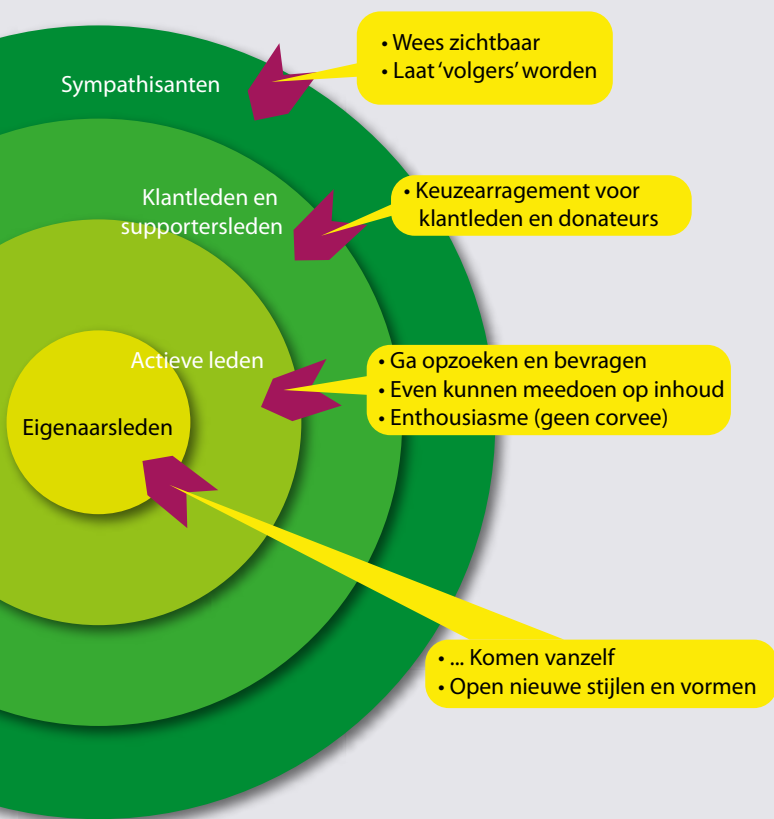 • Wees zichtbaar
• Laat ‘volgers’ worden
Sympathisanten
• Keuzearragement voor
klantleden en donateurs
Klantleden en
supportersleden
• Ga opzoeken en bevragen
• Even kunnen meedoen op inhoud
• Enthousiasme (geen corvee)
Actieve leden
Eigenaarsleden
• ... Komen vanzelf
• Open nieuwe stijlen en vormen